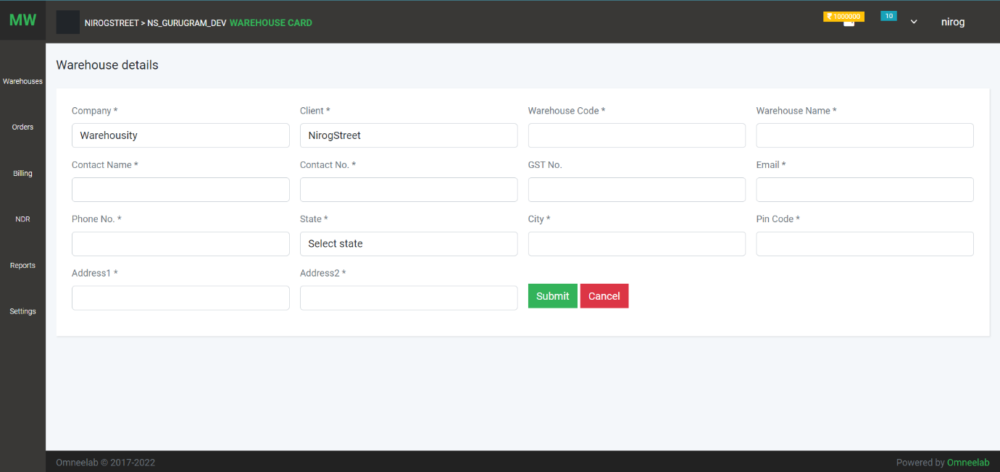 MW
NIROGSTREET > NS_GURUGRAM_DEV WAREHOUSE CARD
₹ 1000000
10
nirog
Warehouses
Orders
Billing
NDR
Reports
Settings
Warehouse details
Company * Client * Warehouse Code * Warehouse Name *
Warehousity NirogStreet
Contact Name * Contact No. * GST No. Email *
Phone No. * State * City * Pin Code *
Select state
Address1 * Address2 *
Submit Cancel
Omneelab © 2017-2022 Powered by Omneelab